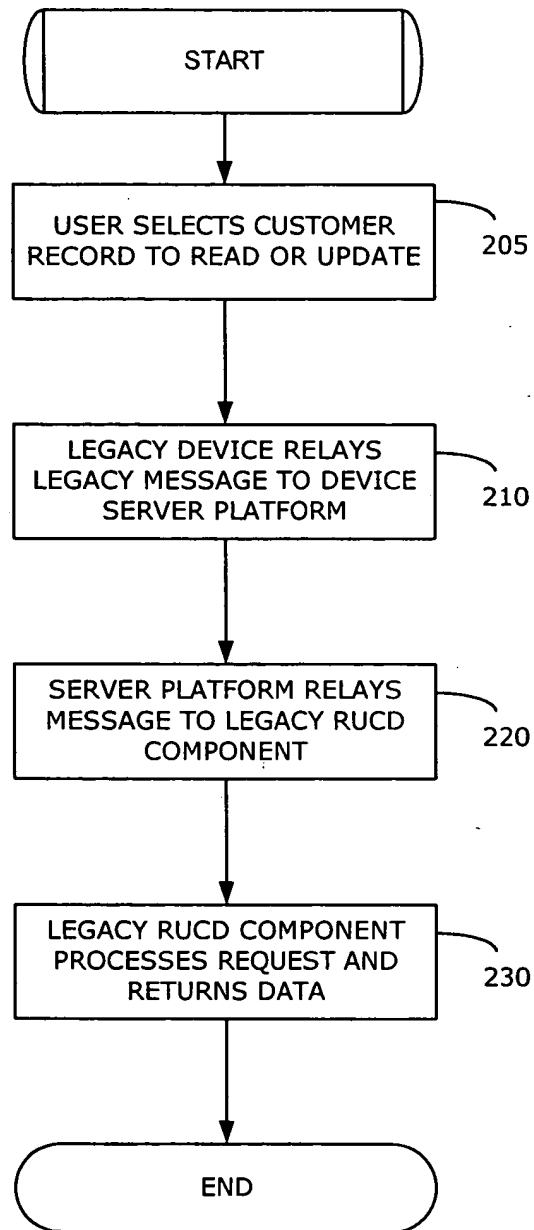 START
USER SELECTS CUSTOMER
RECORD TO READ OR UPDATE
205
LEGACY DEVICE RELAYS
LEGACY MESSAGE TO DEVICE
SERVER PLATFORM
210
SERVER PLATFORM RELAYS
MESSAGE TO LEGACY RUCD
COMPONENT
220
LEGACY RUCD COMPONENT
PROCESSES REQUEST AND
RETURNS DATA
230
END